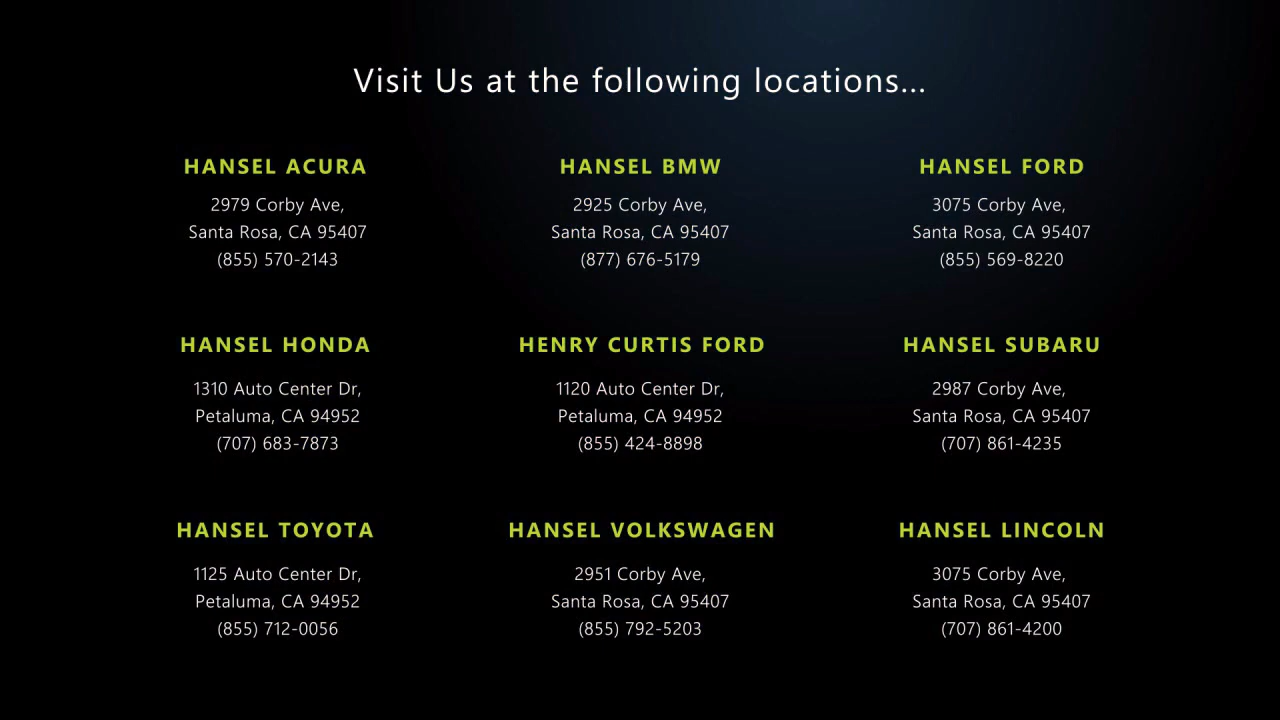 Visit Us at the following locations...
HANSEL ACURA
2979 Corby Ave,
Santa Rosa, CA 95407
(855) 570-2143
HANSEL BMW
2925 Corby Ave,
Santa Rosa, CA 95407
(877) 676-5179
HANSEL FORD
3075 Corby Ave,
Santa Rosa, CA 95407
(855) 569-8220
HANSEL HONDA
1310 Auto Center Dr,
Petaluma, CA 94952
(707) 683-7873
HENRY CURTIS FORD
1120 Auto Center Dr,
Petaluma, CA 94952
(855) 424-8898
HANSEL SUBARU
2987 Corby Ave,
Santa Rosa, CA 95407
(707) 861-4235
HANSEL TOYOTA
1125 Auto Center Dr,
Petaluma, CA 94952
(855) 712-0056
HANSEL VOLKSWAGEN
2951 Corby Ave,
Santa Rosa, CA 95407
(855) 792-5203
HANSEL LINCOLN
3075 Corby Ave,
Santa Rosa, CA 95407
(707) 861-4200